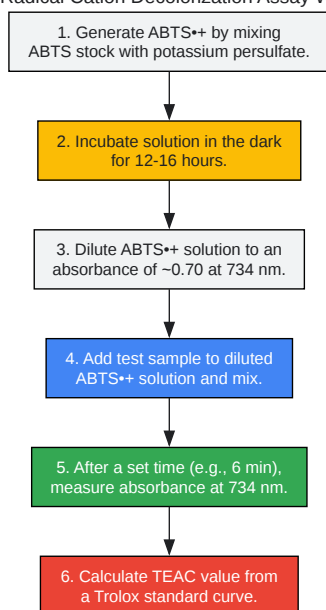 Radical Cation Decolorization Assay
1. Generate ABTS•+ by mixing
ABTS stock with potassium persulfate.
2. Incubate solution in the dark
for 12-16 hours.
3. Dilute ABTS•+ solution to an
absorbance of ~0.70 at 734 nm.
4. Add test sample to diluted
ABTS•+ solution and mix.
5. After a set time (e.g., 6 min),
measure absorbance at 734 nm.
6. Calculate TEAC value from
a Trolox standard curve.